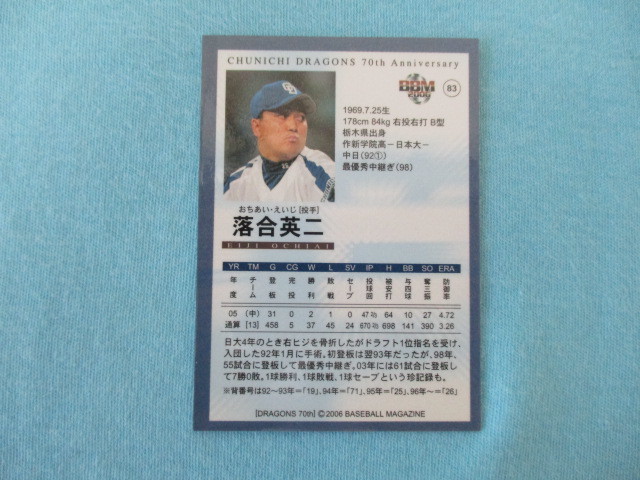 CHUNICHI DRAGONS 70th Anniversary
BBM
2006
83
1969.7.25生
178cm 84kg 右投右打 B型
栃木県出身
作新学院高－日本大－
中日(92①)
最優秀中継ぎ(98)
おちあい・えいじ [投手]
落合英二
EIJI OCHIAI
YR TM G CG W L SV IP H BB SO ERA
年度 チーム 登板 完投 勝利 敗戦 セーブ 投球回 被安打 与四球 奪三振 防御率
05 (中) 31 0 2 1 0 47 ⅔ 64 10 27 4.72
通算 [13] 456 5 37 45 24 670 ⅔ 698 141 390 3.26
日大4年のとき右ヒジを骨折したがドラフト1位指名を受け、
入団した92年1月に手術。初登板は翌93年だったが、98年、
55試合に登板して最優秀中継ぎ。03年には61試合に登板し
て7勝0敗。1球勝利、1球敗戦、1球セーブという珍記録も。
※背番号は92～93年=「19」、94年=「71」、95年=「25」、96年～=「26」
[DRAGONS 70th] ©2006 BASEBALL MAGAZINE